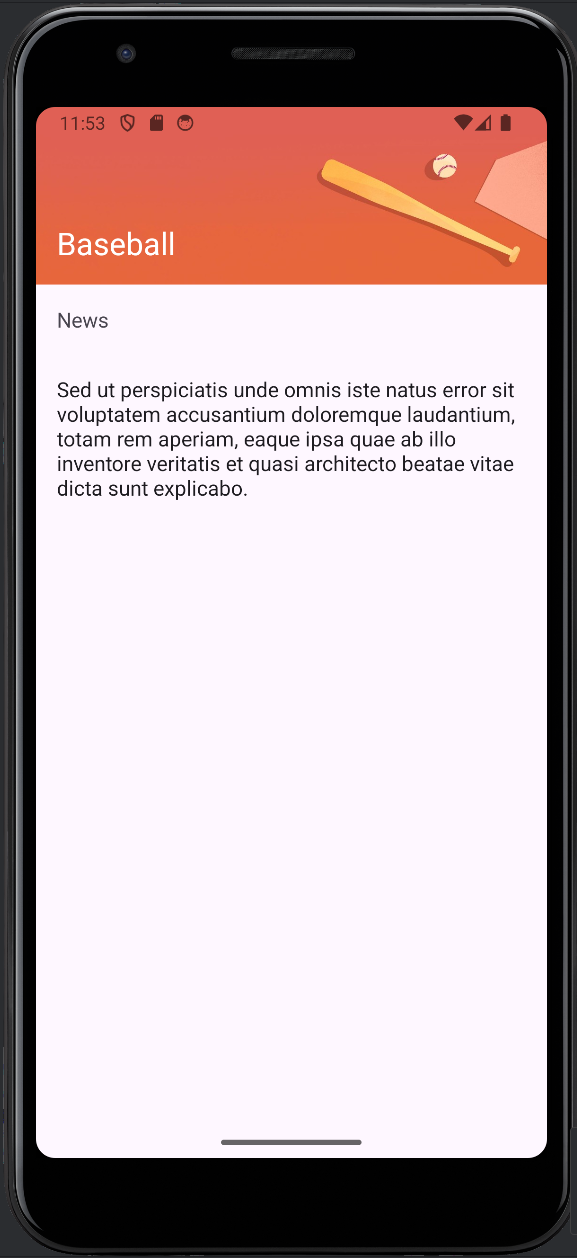 11:53
Baseball
News
Sed ut perspiciatis unde omnis iste natus error sit
voluptatem accusantium doloremque laudantium,
totam rem aperiam, eaque ipsa quae ab illo
inventore veritatis et quasi architecto beatae vitae
dicta sunt explicabo.